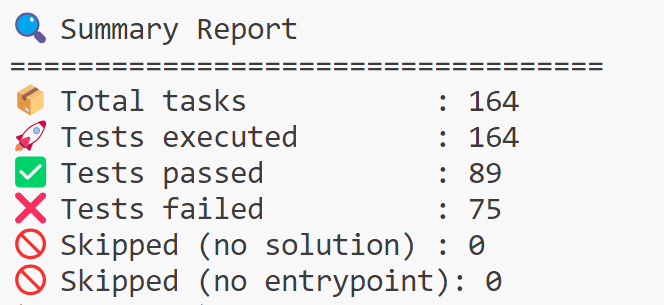 🔍 Summary Report
===================================
📦 Total tasks           : 164
🚀 Tests executed        : 164
✅ Tests passed          : 89
❌ Tests failed          : 75
🚫 Skipped (no solution) : 0
🚫 Skipped (no entrypoint): 0